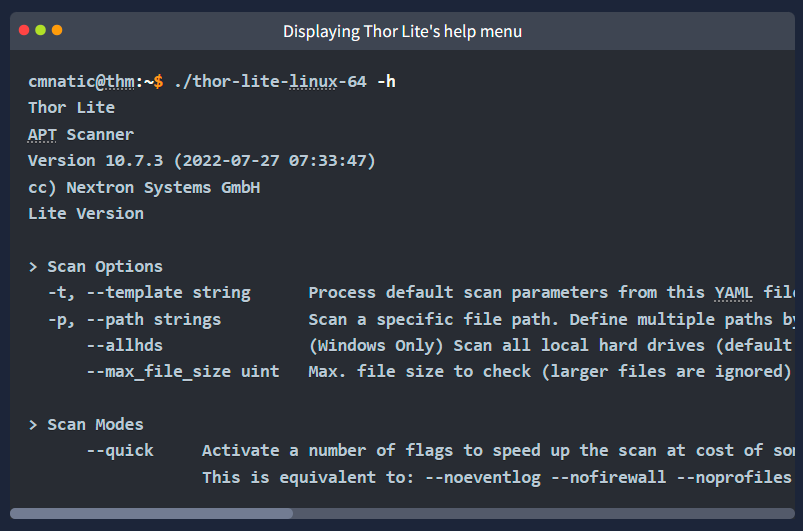 Displaying Thor Lite's help menu
cmnatic@thm:~$ ./thor-lite-linux-64 -h
Thor Lite
APT Scanner
Version 10.7.3 (2022-07-27 07:33:47)
cc) Nextron Systems GmbH
Lite Version
> Scan Options
-t, --template string Process default scan parameters from this YAML file
-p, --path strings Scan a specific file path. Define multiple paths by
--allhds (Windows Only) Scan all local hard drives (default
--max_file_size uint Max. file size to check (larger files are ignored)
> Scan Modes
--quick Activate a number of flags to speed up the scan at cost of
This is equivalent to: --noeventlog --nofirewall --noprofiles